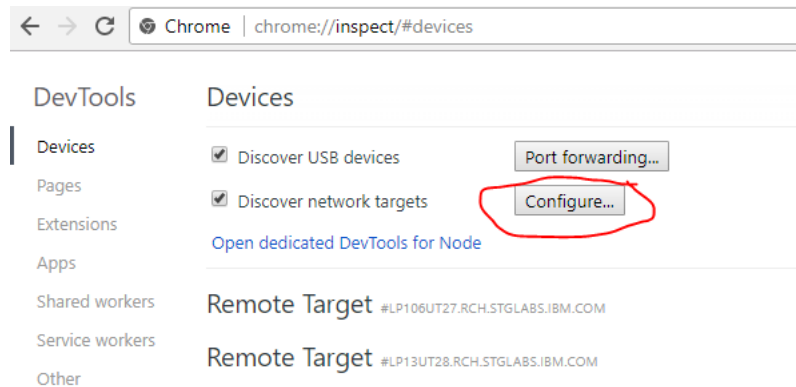 Chrome chrome://inspect/#devices
DevTools
Devices
Pages
Extensions
Apps
Shared workers
Service workers
Other
Devices
Discover USB devices Port forwarding...
Discover network targets Configure...
Open dedicated DevTools for Node
Remote Target #LP106UT27.RCH.STGLABS.IBM.COM
Remote Target #LP13UT28.RCH.STGLABS.IBM.COM